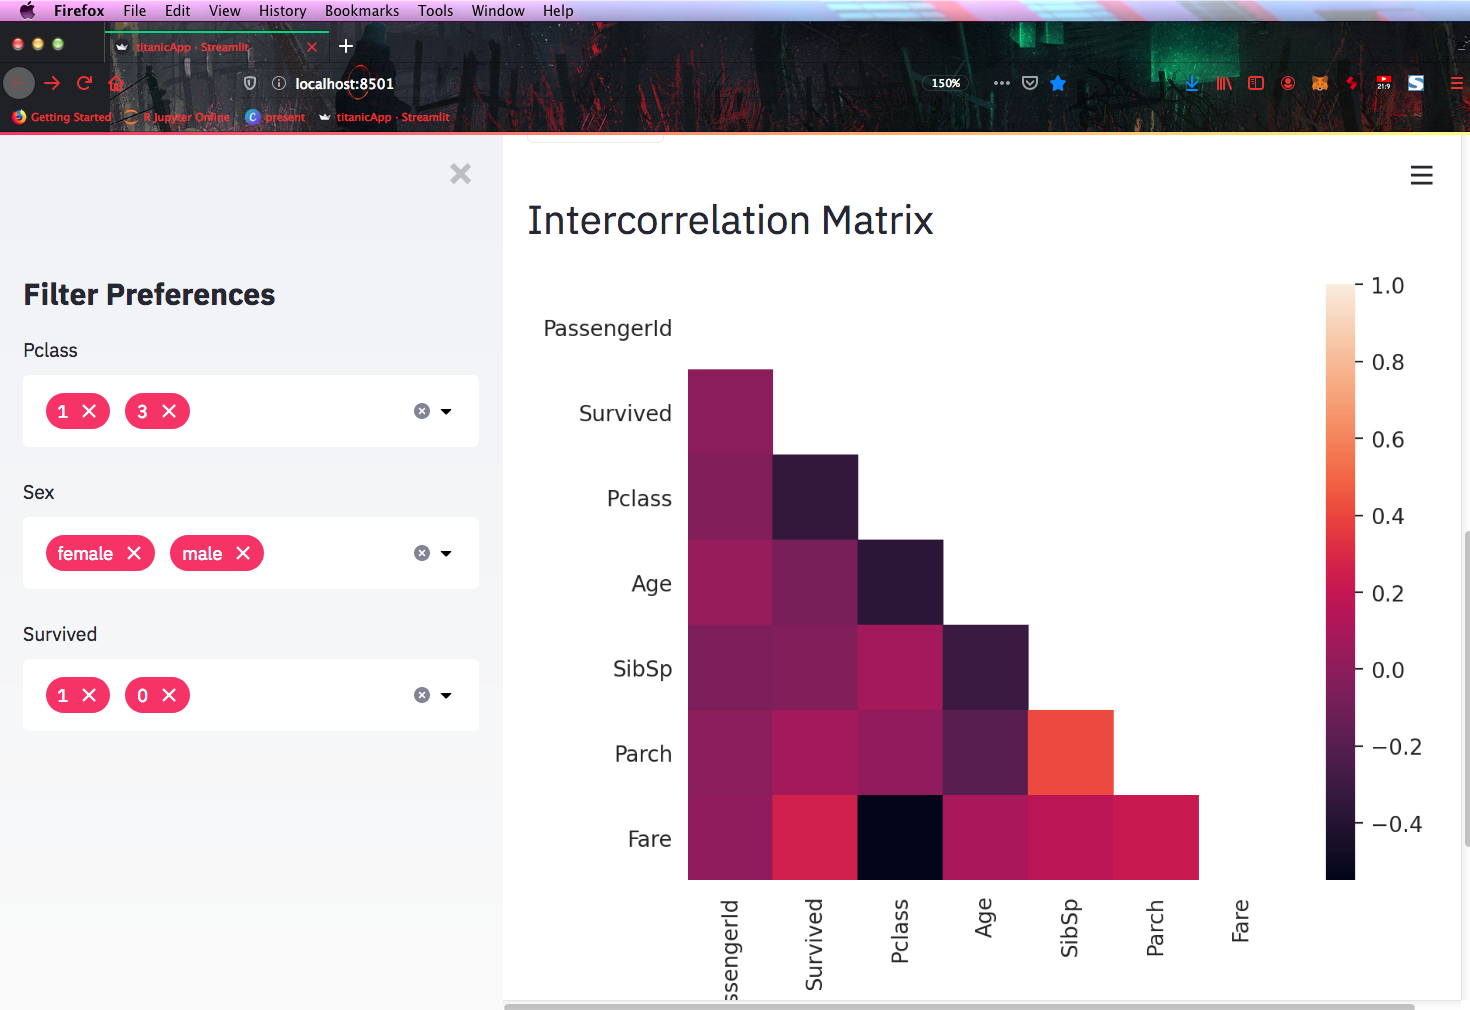 Firefox File Edit View History Bookmarks Tools Window Help
titanicApp · Streamlit
localhost:8501
150%
21:9
Getting Started R Jupyter Online C present titanicApp · Streamlit
Intercorrelation Matrix
Filter Preferences
Pclass
1 3
Sex
female male
Survived
1 0
PassengerId
Survived
Pclass
Age
SibSp
Parch
Fare
ssengerId Survived Pclass Age SibSp Parch Fare
1.0
0.8
0.6
0.4
0.2
0.0
−0.2
−0.4